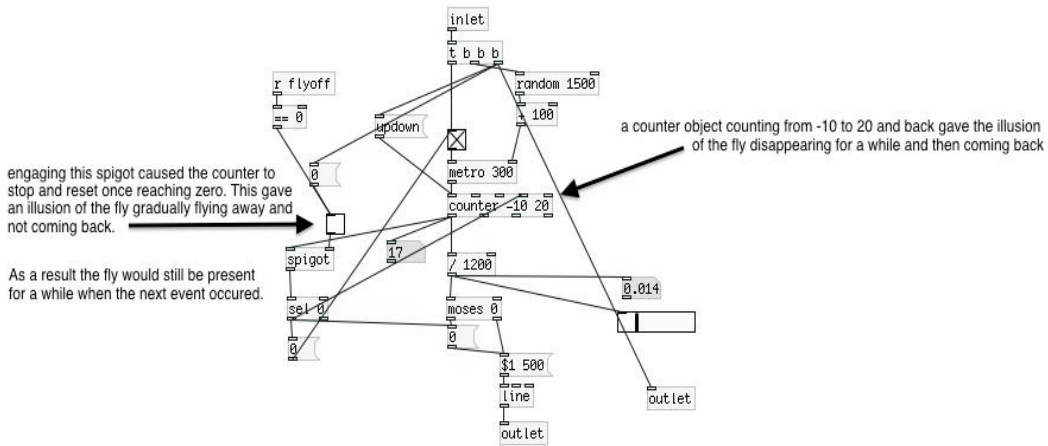 inlet
t b b b
r flyoff
random 1500
== 0
+ 100
updown
a counter object counting from -10 to 20 and back gave the illusion
of the fly disappearing for a while and then coming back
0
metro 300
engaging this spigot caused the counter to
stop and reset once reaching zero. This gave
an illusion of the fly gradually flying away and
not coming back.
counter -10 20
17
spigot
/ 1200
As a result the fly would still be present
for a while when the next event occured.
0.014
sel 0
moses 0
0
0
$1 500
line
outlet
outlet